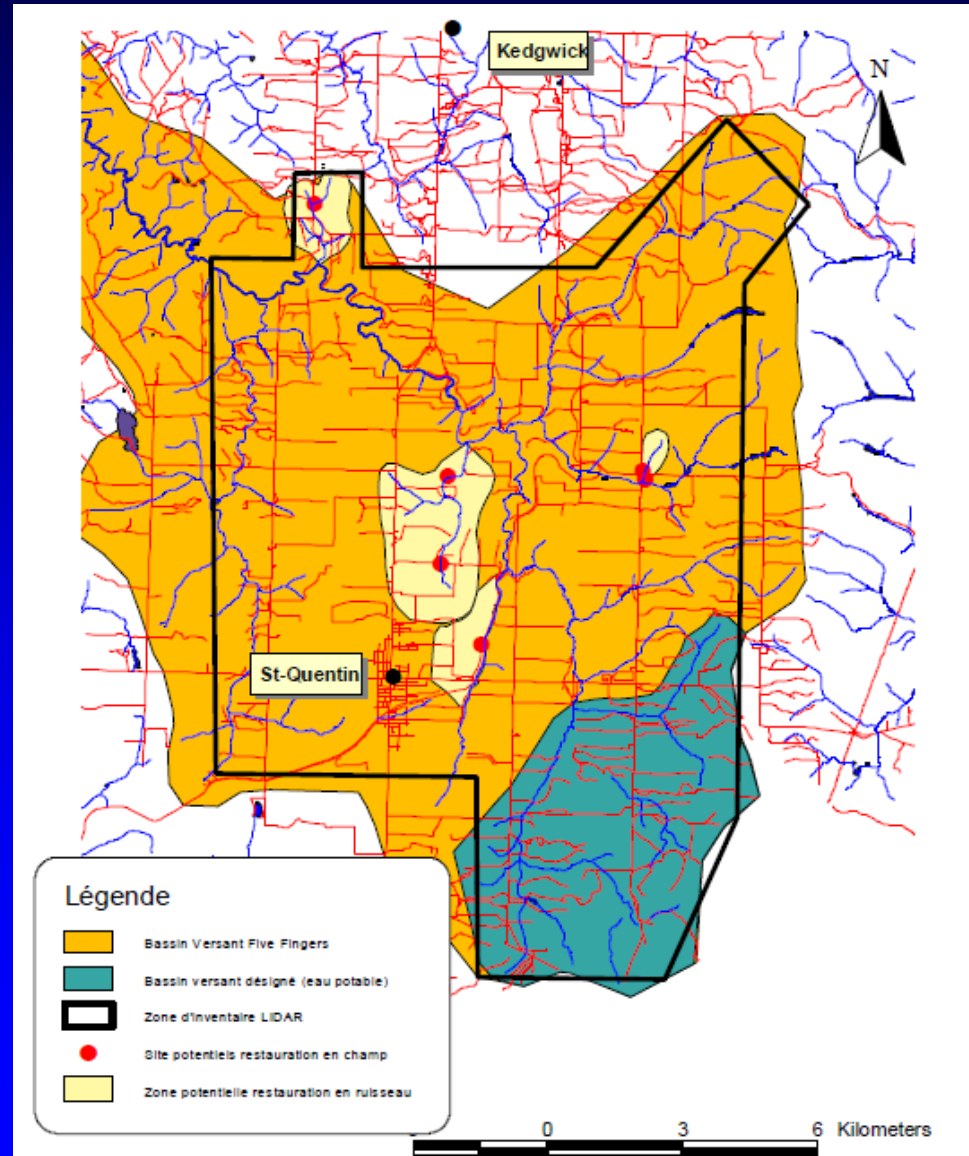 Kedgwick
N
St-Quentin
Légende
Bassin Versant Five Fingers
Bassin versant désigné (eau potable)
Zone d'inventaire LIDAR
Site potentiels restauration en champ
Zone potentielle restauration en ruisseau
0 3 6 Kilometers